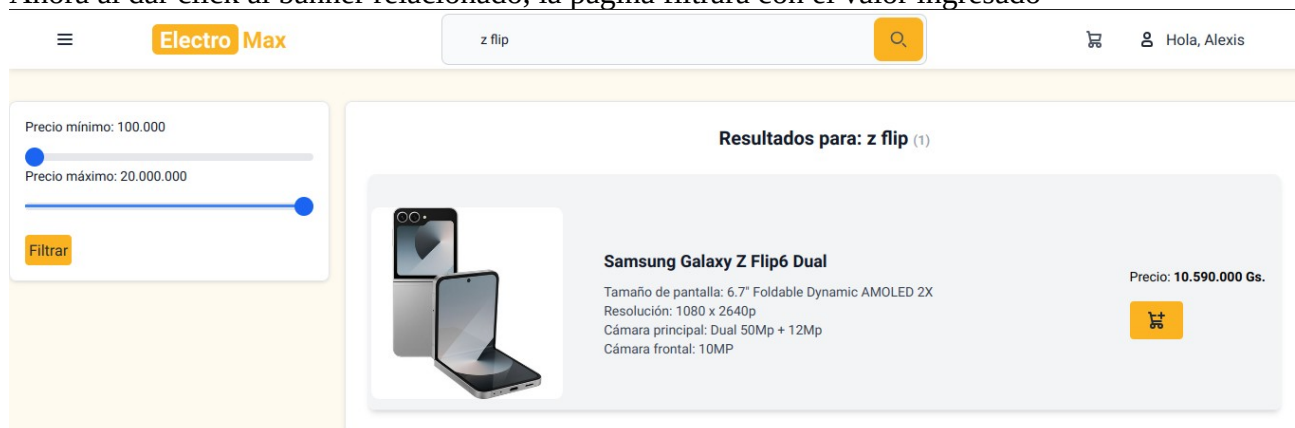 Ahora al dar click al banner relacionado, la página filtrará con el valor ingresado
Electro Max
z flip
Hola, Alexis
Precio mínimo: 100.000
Precio máximo: 20.000.000
Filtrar
Resultados para: z flip (1)
Samsung Galaxy Z Flip6 Dual
Tamaño de pantalla: 6.7" Foldable Dynamic AMOLED 2X
Resolución: 1080 x 2640p
Cámara principal: Dual 50Mp + 12Mp
Cámara frontal: 10MP
Precio: 10.590.000 Gs.